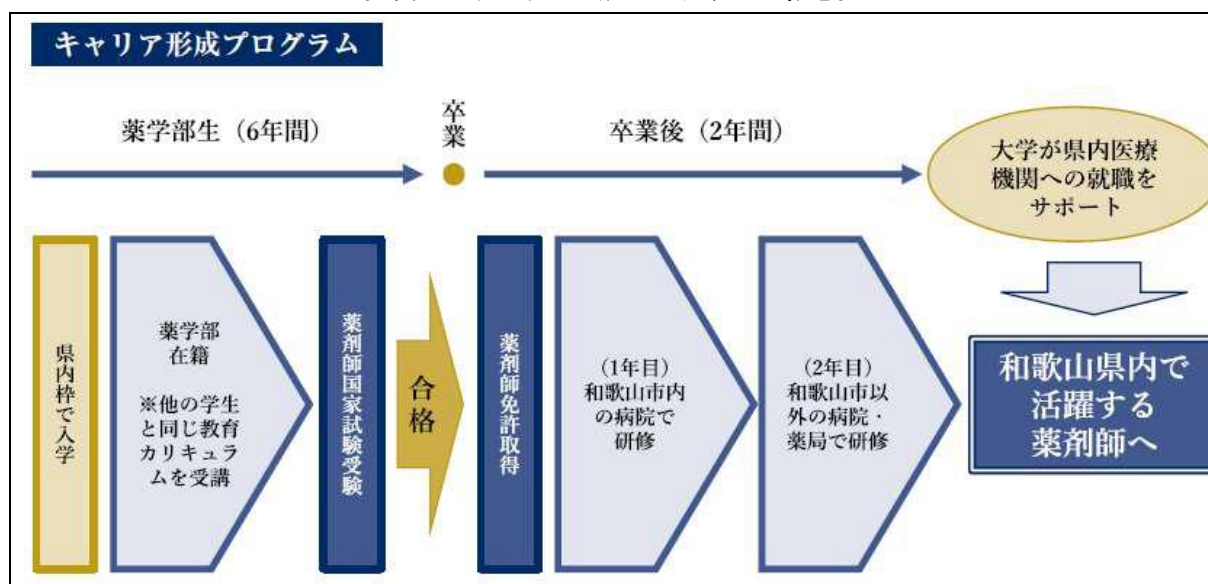 キャリア形成プログラム
薬学部生（6年間）
卒業
卒業後（2年間）
大学が県内医療
機関への就職を
サポート
県内枠で入学
薬学部
在籍
※他の学生
と同じ教育
カリキュラ
ムを受講
薬剤師国家試験受験
合格
薬剤師免許取得
(1年目)
和歌山市内
の病院で
研修
(2年目)
和歌山市以
外の病院・
薬局で研修
和歌山県内で
活躍する
薬剤師へ